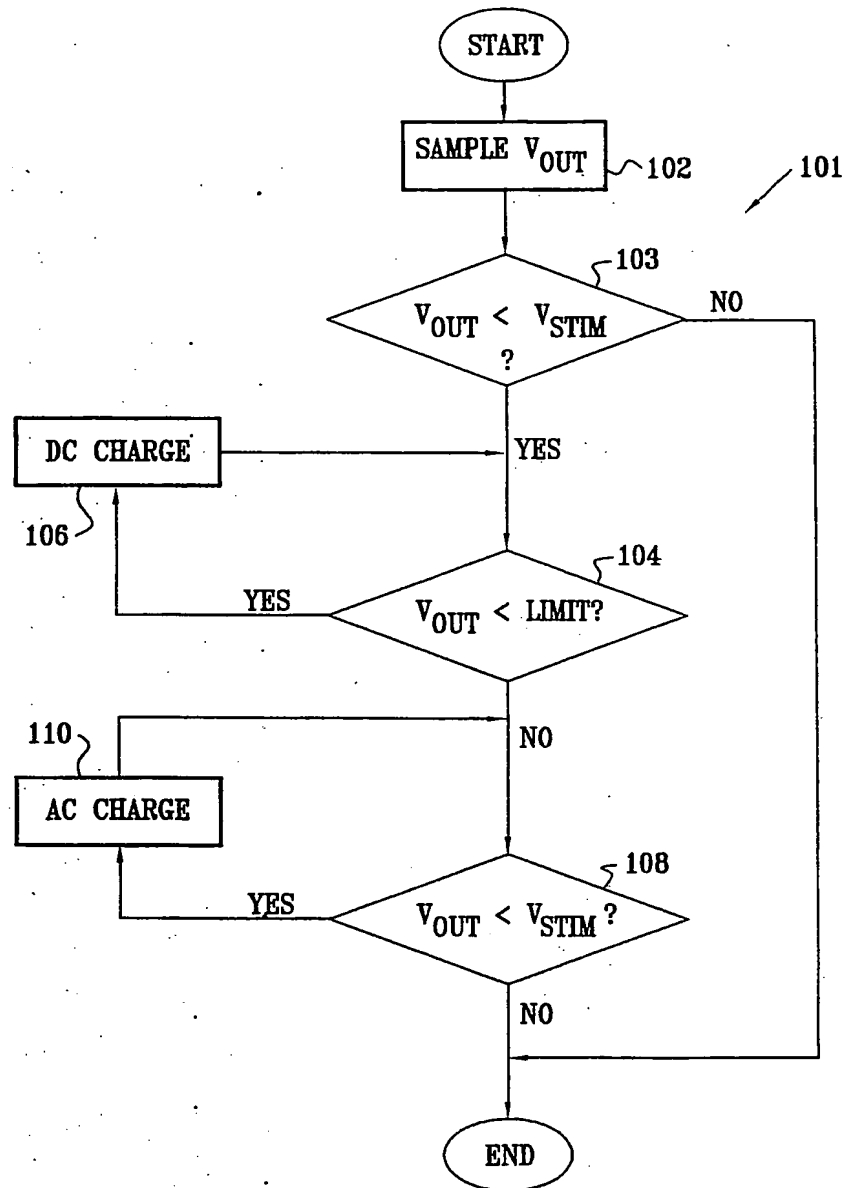 START
SAMPLE V_OUT
102
101
103
V_OUT < V_STIM
?
NO
DC CHARGE
YES
106
104
YES
V_OUT < LIMIT?
110
NO
AC CHARGE
108
YES
V_OUT < V_STIM ?
NO
END